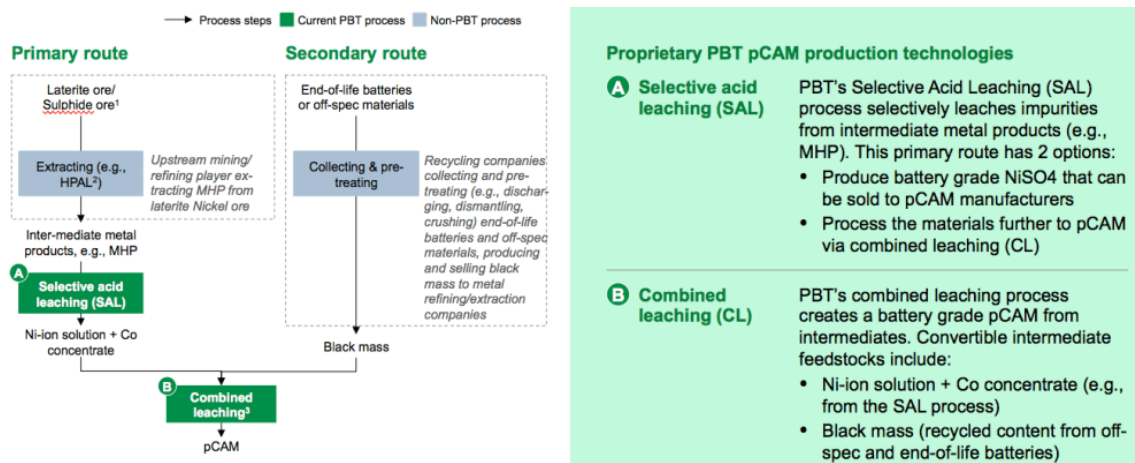 Process steps Current PBT process Non-PBT process
Primary route
Laterite ore/
Sulphide ore¹
Extracting (e.g.,
HPAL²)
Upstream mining/
refining player ex-
tracting MHP from
laterite Nickel ore
Inter-mediate metal
products, e.g., MHP
A
Selective acid
leaching (SAL)
Ni-ion solution + Co
concentrate
Secondary route
End-of-life batteries
or off-spec materials
Collecting & pre-
treating
Recycling companies
collecting and pre-
treating (e.g., dischar-
ging, dismantling,
crushing) end-of-life
batteries and off-spec
materials, producing
and selling black
mass to metal
refining/extraction
companies
Black mass
B
Combined
leaching³
pCAM
Proprietary PBT pCAM production technologies
A Selective acid
leaching (SAL)
PBT's Selective Acid Leaching (SAL)
process selectively leaches impurities
from intermediate metal products (e.g.,
MHP). This primary route has 2 options:
• Produce battery grade NiSO4 that can
be sold to pCAM manufacturers
• Process the materials further to pCAM
via combined leaching (CL)
B Combined
leaching (CL)
PBT's combined leaching process
creates a battery grade pCAM from
intermediates. Convertible intermediate
feedstocks include:
• Ni-ion solution + Co concentrate (e.g.,
from the SAL process)
• Black mass (recycled content from off-
spec and end-of-life batteries)